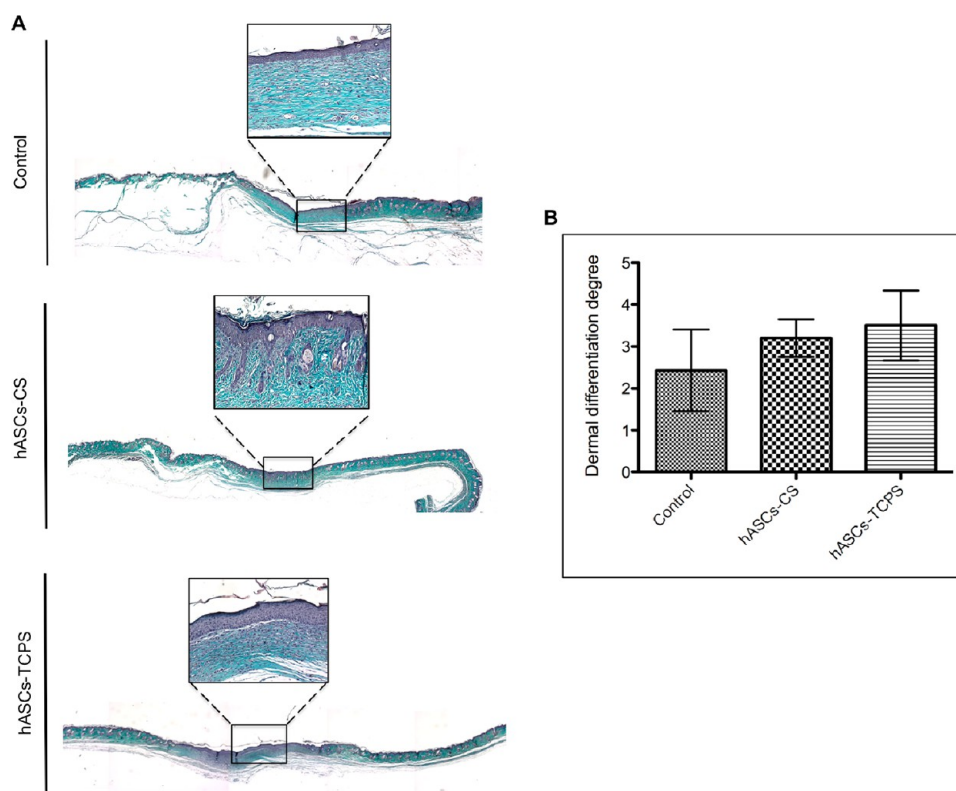 A
Control
hASCs-CS
hASCs-TCPS
B
Dermal differentiation degree
5
4
3
2
1
0
Control
hASCs-CS
hASCs-TCPS